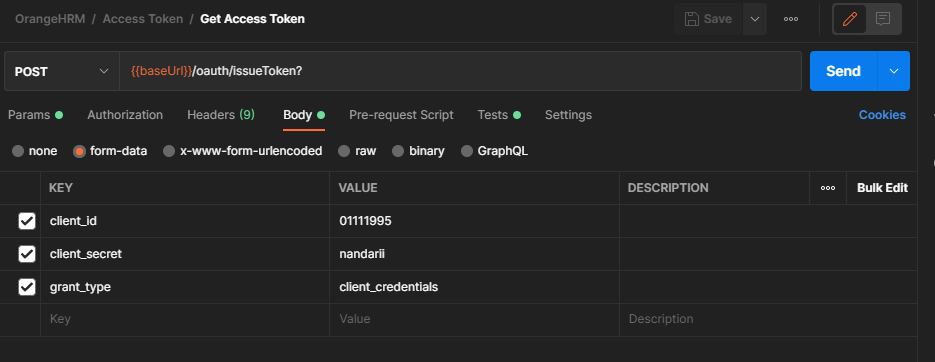 OrangeHRM / Access Token / Get Access Token
Save
POST
{{baseUrl}}/oauth/issueToken?
Send
Params Authorization Headers (9) Body Pre-request Script Tests Settings Cookies
none form-data x-www-form-urlencoded raw binary GraphQL
KEY VALUE DESCRIPTION ooo Bulk Edit
client_id 01111995
client_secret nandarii
grant_type client_credentials
Key Value Description